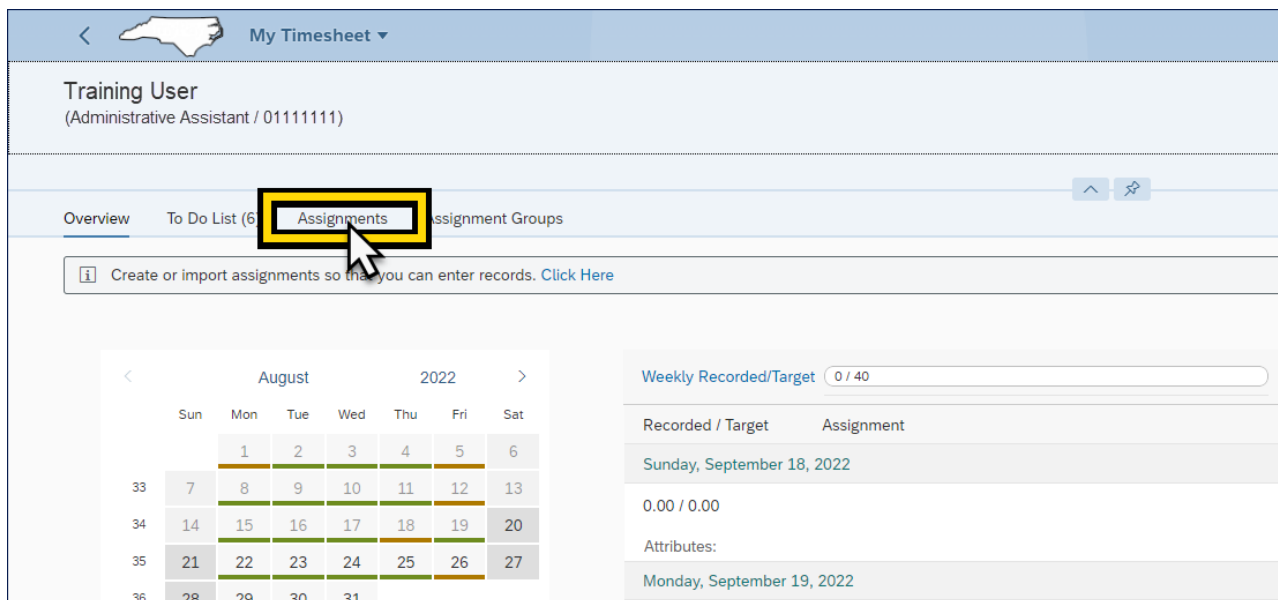 My Timesheet
Training User
(Administrative Assistant / 01111111)
Overview To Do List (6) Assignments Assignment Groups
Create or import assignments so that you can enter records. Click Here
August 2022
Sun Mon Tue Wed Thu Fri Sat
1 2 3 4 5 6
33 7 8 9 10 11 12 13
34 14 15 16 17 18 19 20
35 21 22 23 24 25 26 27
36 28 29 30 31
Weekly Recorded/Target 0 / 40
Recorded / Target Assignment
Sunday, September 18, 2022
0.00 / 0.00
Attributes:
Monday, September 19, 2022